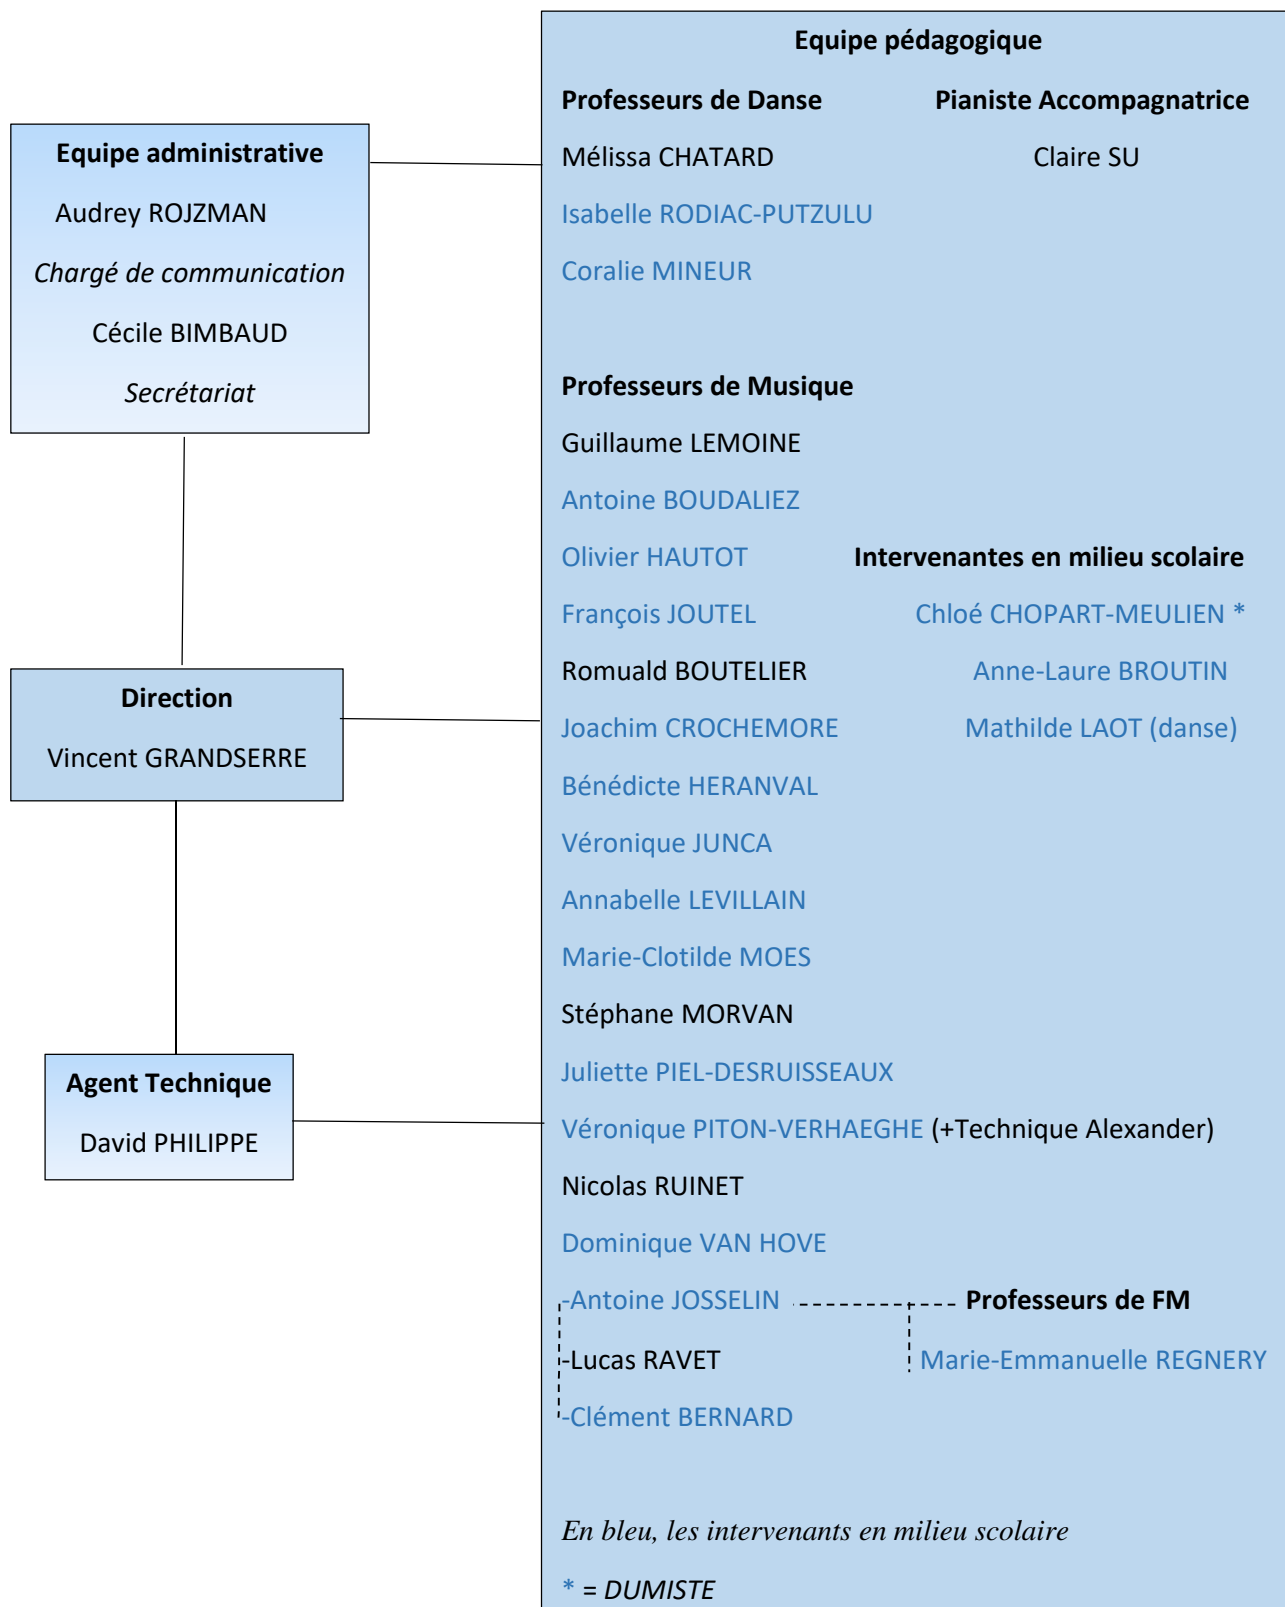 Equipe administrative
Audrey ROJZMAN
Chargé de communication
Cécile BIMBAUD
Secrétariat
Direction
Vincent GRANDSERRE
Agent Technique
David PHILIPPE
Equipe pédagogique
Professeurs de Danse
Mélissa CHATARD
Isabelle RODIAC-PUTZULU
Coralie MINEUR
Pianiste Accompagnatrice
Claire SU
Professeurs de Musique
Guillaume LEMOINE
Antoine BOUDALIEZ
Olivier HAUTOT
François JOUTEL
Romuald BOUTELIER
Joachim CROCHEMORE
Bénédicte HERANVAL
Véronique JUNCA
Annabelle LEVILLAIN
Marie-Clotilde MOES
Stéphane MORVAN
Juliette PIEL-DESRUISSEAUX
Véronique PITON-VERHAEGHE (+Technique Alexander)
Nicolas RUINET
Dominique VAN HOVE
-Antoine JOSSELIN
-Lucas RAVET
-Clément BERNARD
Intervenantes en milieu scolaire
Chloé CHOPART-MEULIEN *
Anne-Laure BROUTIN
Mathilde LAOT (danse)
Professeurs de FM
Marie-Emmanuelle REGNERY
En bleu, les intervenants en milieu scolaire
* = DUMISTE